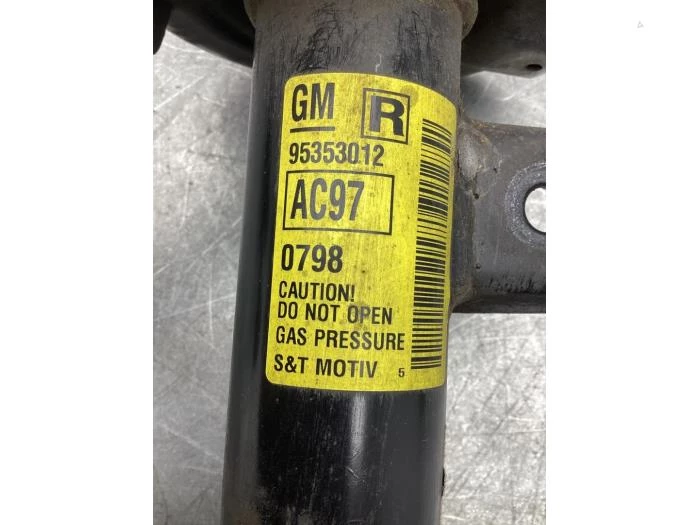 GM R
95353012
AC97
0798
CAUTION!
DO NOT OPEN
GAS PRESSURE
S&T MOTIV 5